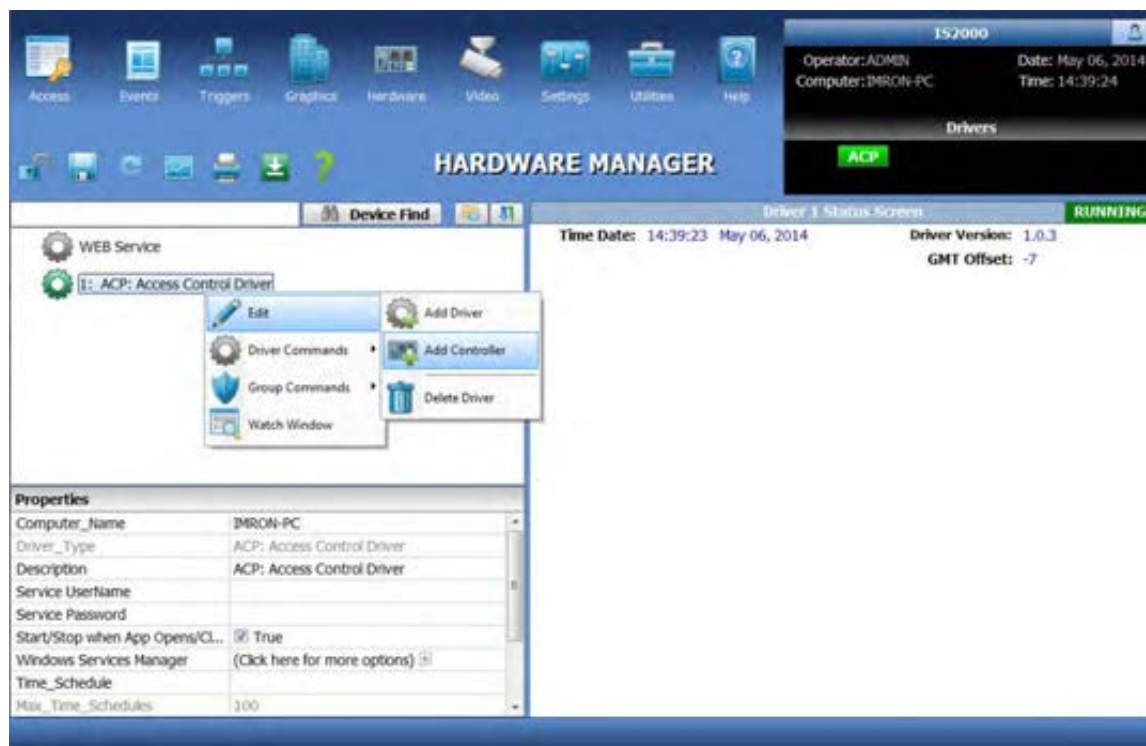 IS2000
Operator:ADMIN Date: May 06, 2014
Computer:IMRON-PC Time: 14:39:24
Drivers
ACP
Access Events Triggers Graphics Hardware Video Settings Utilities Help
HARDWARE MANAGER
Device Find
Driver 1 Status Screen RUNNING
WEB Service
1: ACP: Access Control Driver
Time Date: 14:39:23 May 06, 2014 Driver Version: 1.0.3
GMT Offset: -7
Edit
Driver Commands
Group Commands
Watch Window
Add Driver
Add Controller
Delete Driver
Properties
Computer_Name IMRON-PC
Driver_Type ACP: Access Control Driver
Description ACP: Access Control Driver
Service UserName
Service Password
Start/Stop when App Opens/Cl... True
Windows Services Manager (Click here for more options)
Time_Schedule
Max_Time_Schedules 100